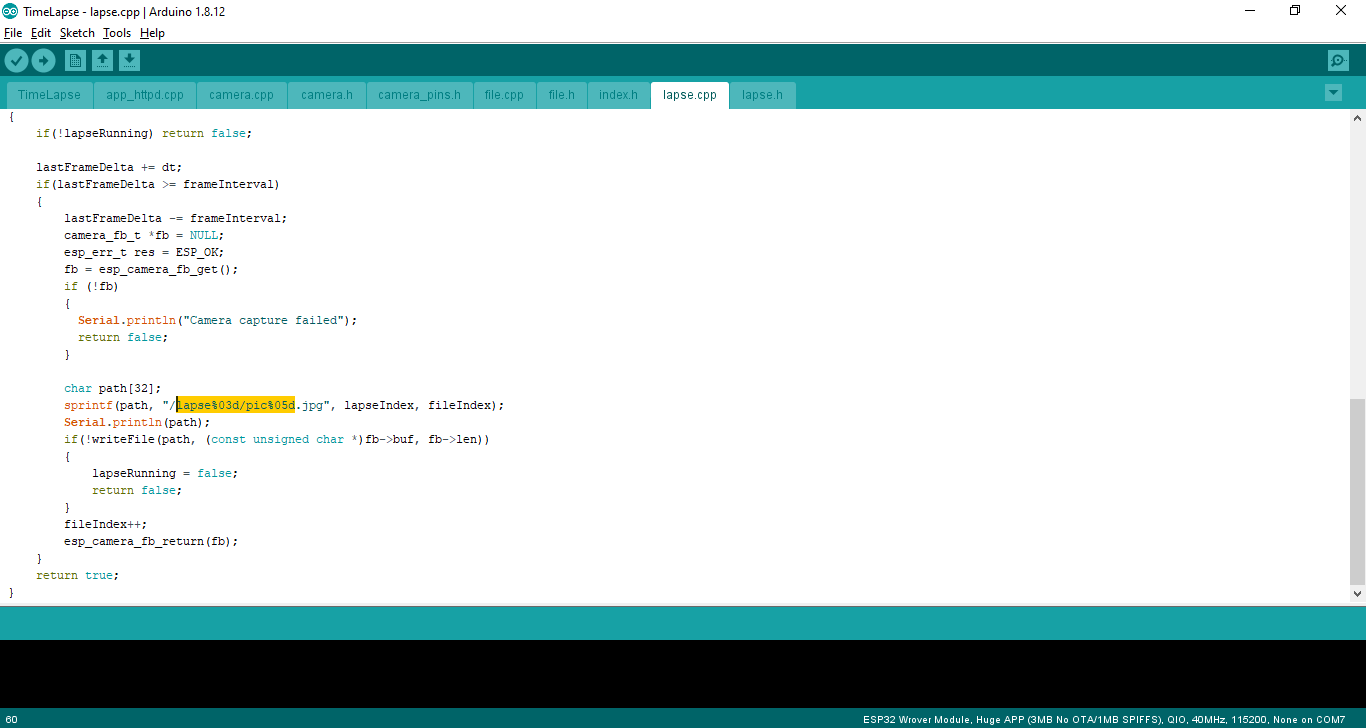 TimeLapse - lapse.cpp | Arduino 1.8.12
File Edit Sketch Tools Help
TimeLapse app_httpd.cpp camera.cpp camera.h camera_pins.h file.cpp file.h index.h lapse.cpp lapse.h
{
    if(!lapseRunning) return false;
    lastFrameDelta += dt;
    if(lastFrameDelta >= frameInterval)
    {
        lastFrameDelta -= frameInterval;
        camera_fb_t *fb = NULL;
        esp_err_t res = ESP_OK;
        fb = esp_camera_fb_get();
        if (!fb)
        {
          Serial.println("Camera capture failed");
          return false;
        }
        char path[32];
        sprintf(path, "/lapse%03d/pic%05d.jpg", lapseIndex, fileIndex);
        Serial.println(path);
        if(!writeFile(path, (const unsigned char *)fb->buf, fb->len))
        {
            lapseRunning = false;
            return false;
        }
        fileIndex++;
        esp_camera_fb_return(fb);
    }
    return true;
}
60 ESP32 Wrover Module, Huge APP (3MB No OTA/1MB SPIFFS), QIO, 40MHz, 115200, None on COM7